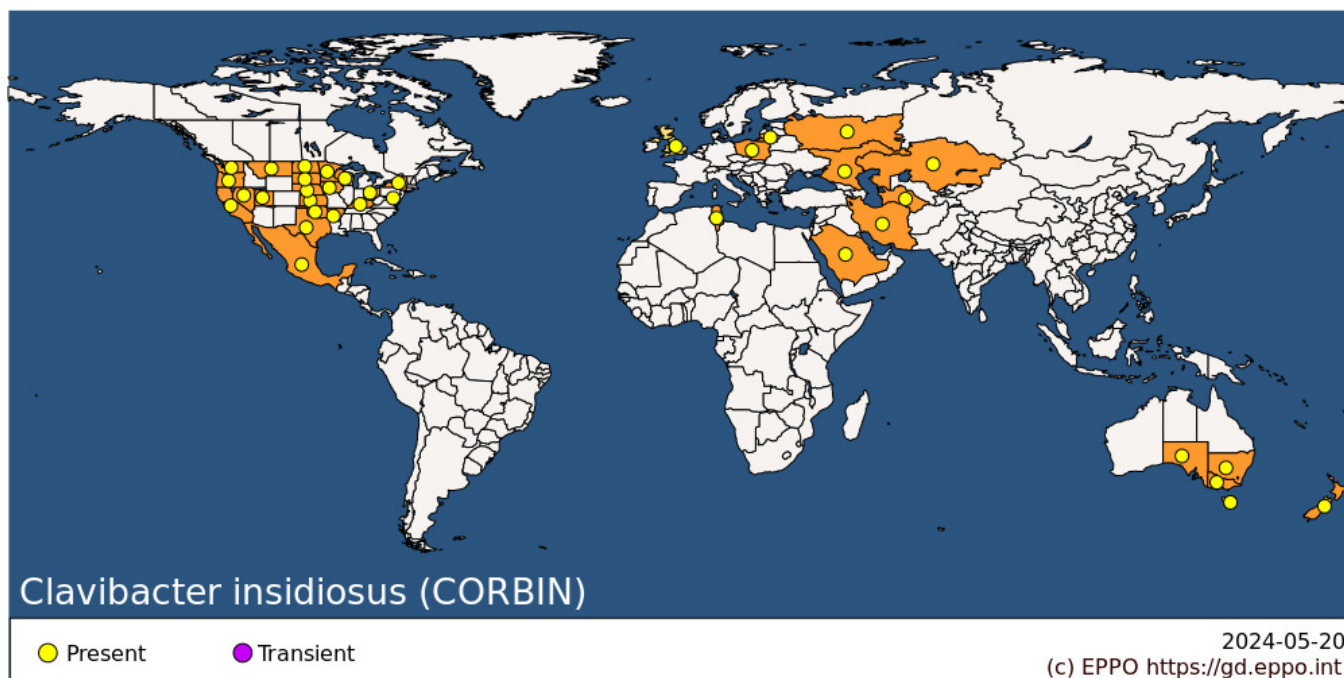 Clavibacter insidiosus (CORBIN)
Present
Transient
2024-05-20
(c) EPPO https://gd.eppo.int